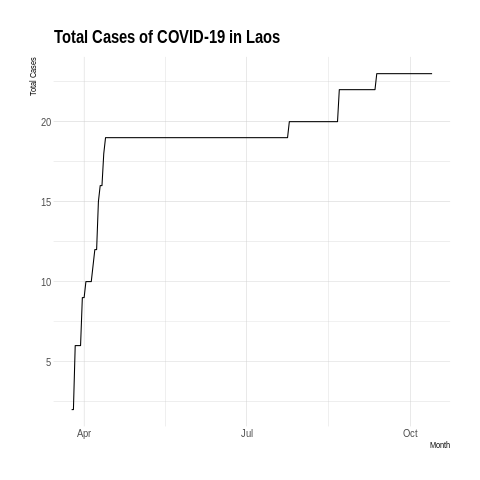 Total Cases of COVID-19 in Laos
Total Cases
20
15
10
5
Apr
Jul
Oct
Month